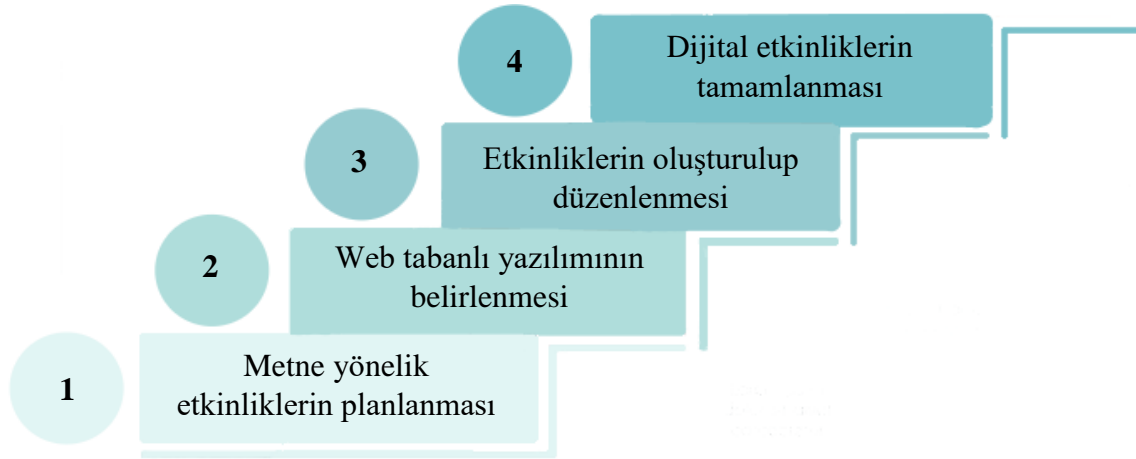 4
Dijital etkinliklerin
tamamlanması
3
Etkinliklerin oluşturulup
düzenlenmesi
2
Web tabanlı yazılımının
belirlenmesi
1
Metne yönelik
etkinliklerin planlanması